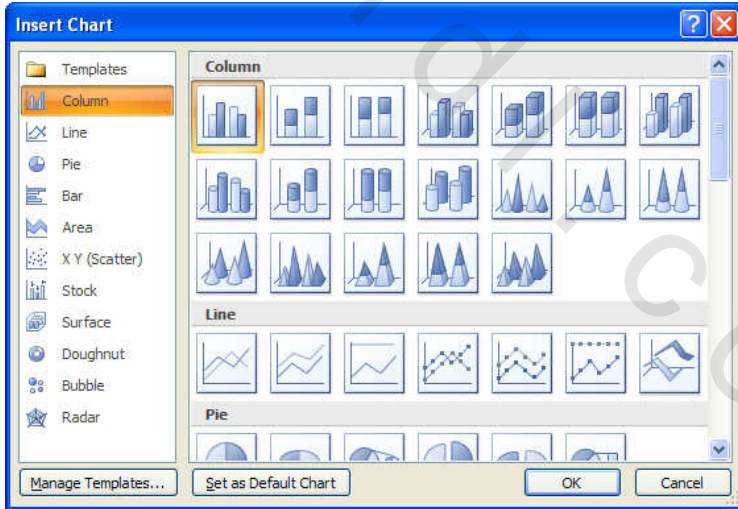 Insert Chart
Templates
Column
Line
Pie
Bar
Area
X Y (Scatter)
Stock
Surface
Doughnut
Bubble
Radar
Column
Line
Pie
Manage Templates...
Set as Default Chart
OK
Cancel